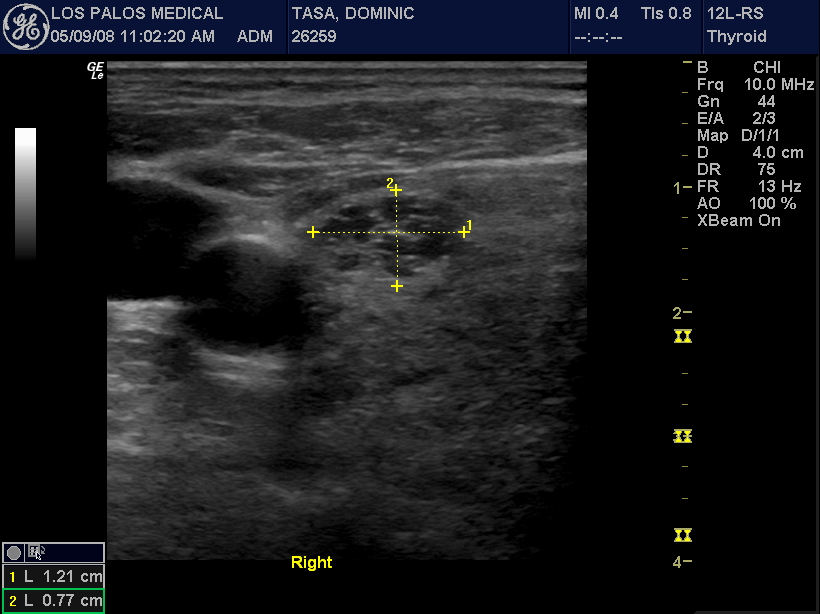 LOS PALOS MEDICAL TASA, DOMINIC MI 0.4 TIs 0.8 12L-RS
05/09/08 11:02:20 AM ADM 26259 --:--:-- Thyroid
GE
Le
B CHI
Frq 10.0 MHz
Gn 44
E/A 2/3
Map D/1/1
D 4.0 cm
DR 75
FR 13 Hz
AO 100 %
XBeam On
2
1
1
2
4
Right
1 L 1.21 cm
2 L 0.77 cm